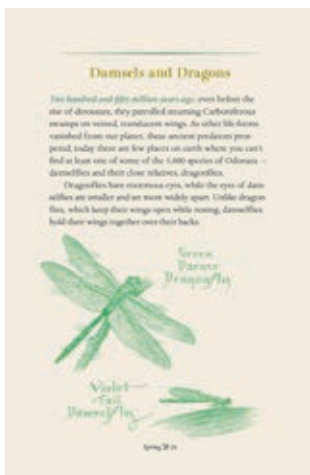 Damsels and Dragons
Two hundred and fifty million years ago, even before the
rise of dinosaurs, they patrolled steaming Carboniferous
swamps on veined, translucent wings. As other life-forms
vanished from our planet, these ancient predators pros-
pered; today there are few places on earth where you can't
find at least one of some of the 5,000 species of Odonata —
damselflies and their close relatives, dragonflies.
Dragonflies have enormous eyes, while the eyes of dam-
selflies are smaller and set more widely apart. Unlike dragon-
flies, which keep their wings open while resting, damselflies
hold their wings together over their backs.
Green
Darner
Dragonfly
Violet
Tail
Damselfly
Spring